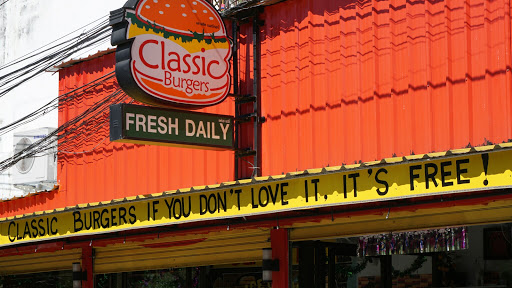 Classic
Burgers
FRESH DAILY
CLASSIC BURGERS IF YOU DON'T LOVE IT, IT'S FREE!